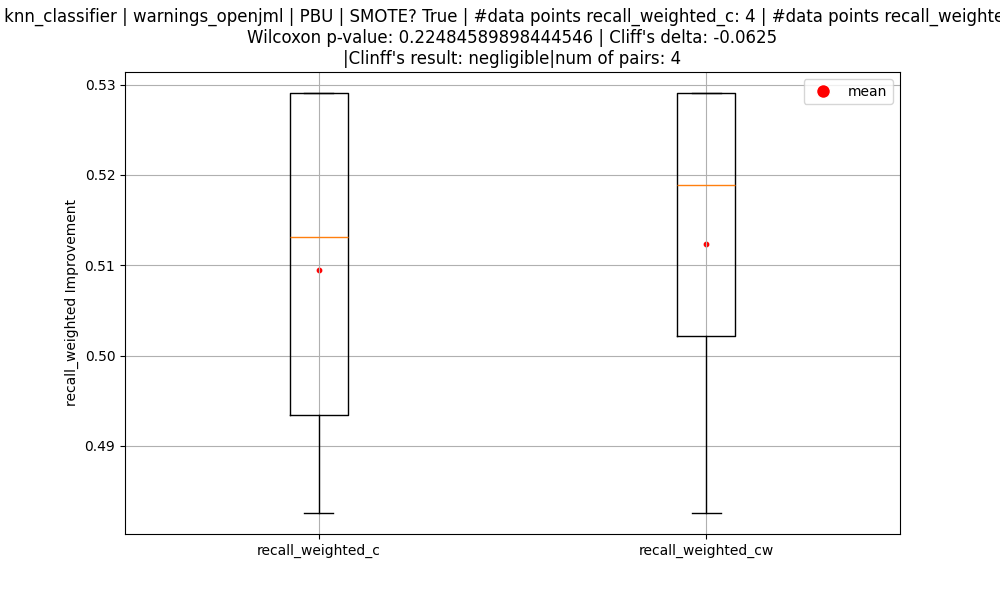 knn_classifier | warnings_openjml | PBU | SMOTE? True | #data points recall_weighted_c: 4 | #data points
Wilcoxon p-value: 0.22484589898444546 | Cliff's delta: -0.0625
|Clinff's result: negligible|num of pairs: 4
mean
0.53
0.52
0.51
0.50
0.49
recall_weighted Improvement
recall_weighted_c
recall_weighted_cw